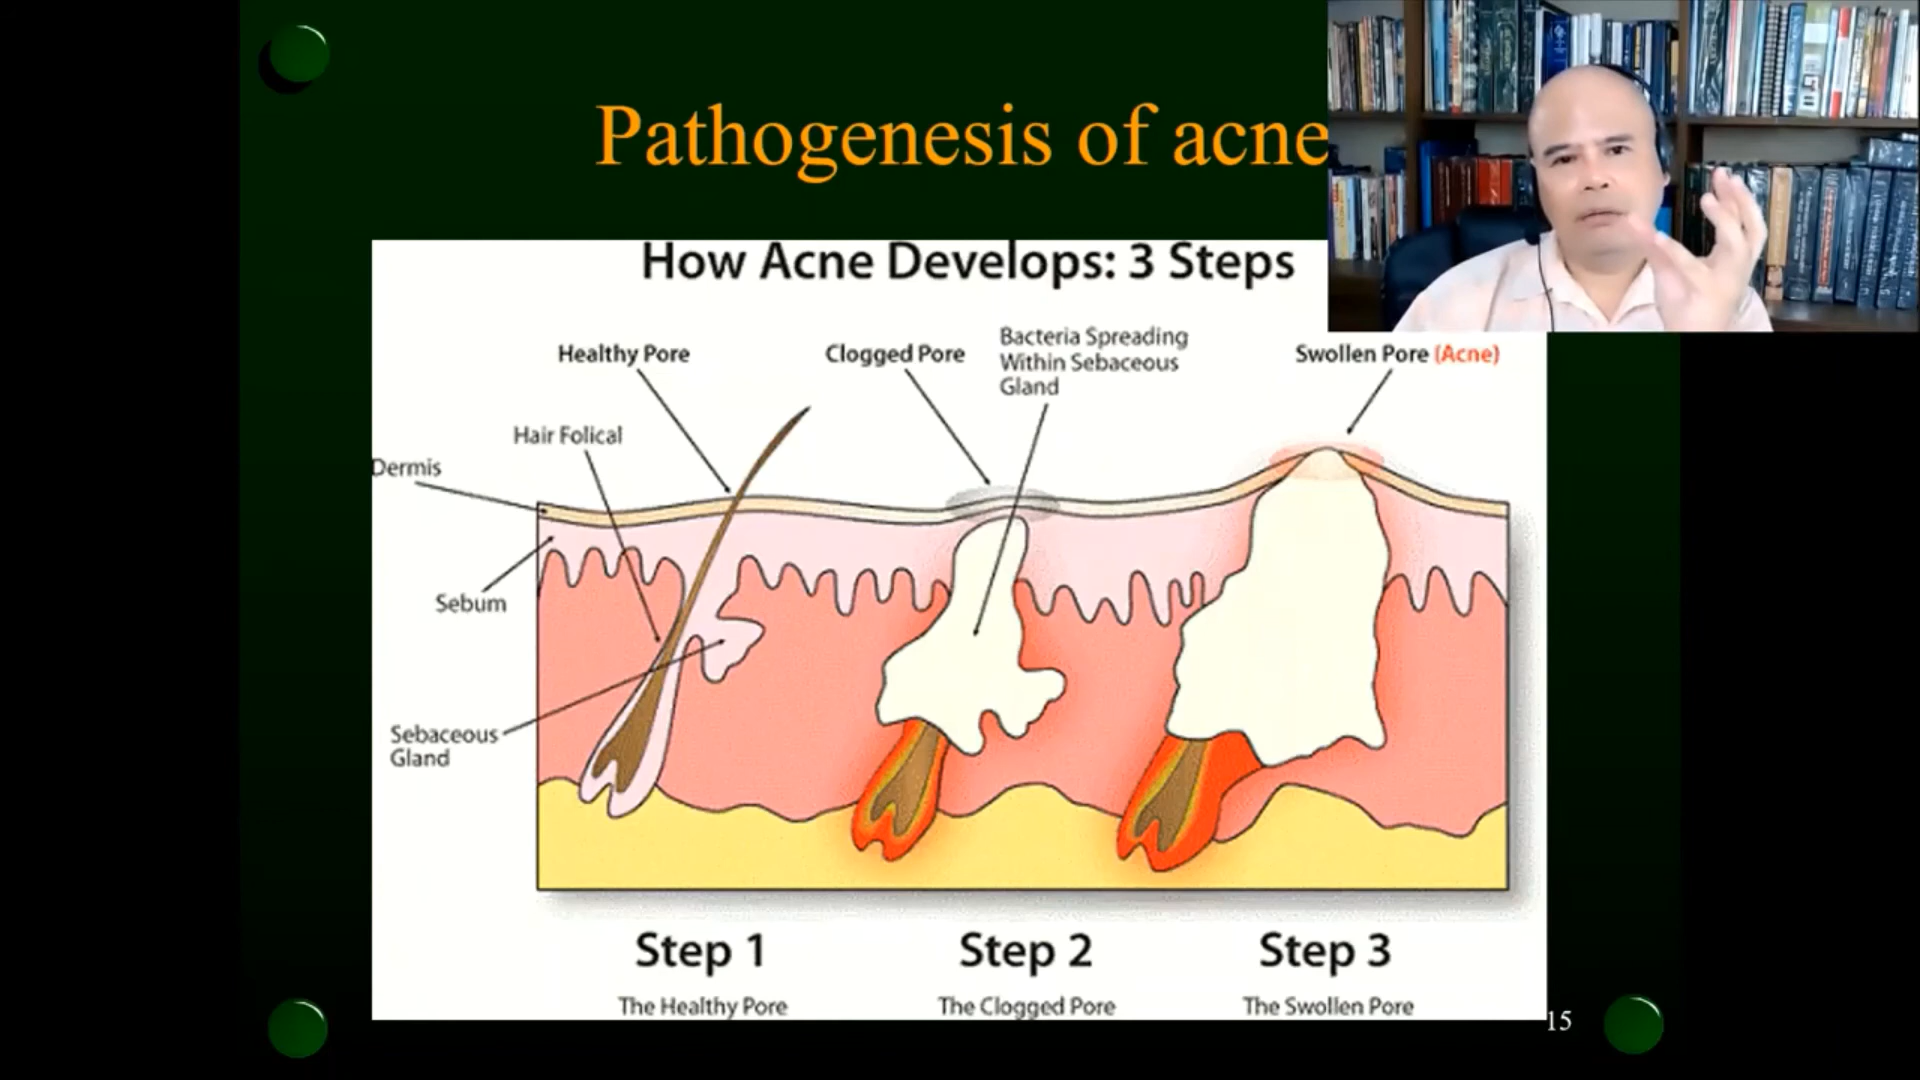 Pathogenesis of acne
How Acne Develops: 3 Steps
Healthy Pore
Clogged Pore
Bacteria Spreading
Within Sebaceous
Gland
Swollen Pore (Acne)
Hair Folical
Dermis
Sebum
Sebaceous
Gland
Step 1
Step 2
Step 3
The Healthy Pore
The Clogged Pore
The Swollen Pore
15